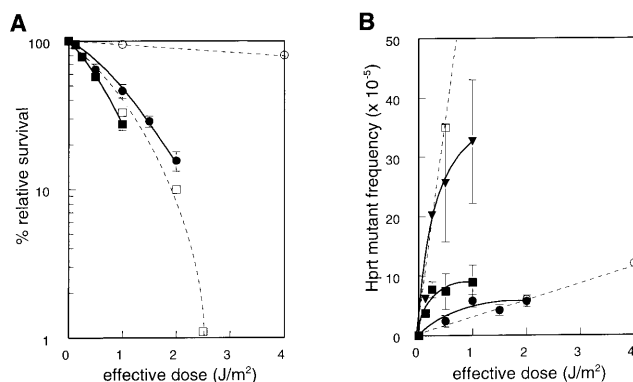 A
% relative survival
100
10
1
0 1 2 3 4
effective dose (J/m²)
B
Hprt mutant frequency (x 10⁻⁵)
50
40
30
20
10
0
0 1 2 3 4
effective dose (J/m²)